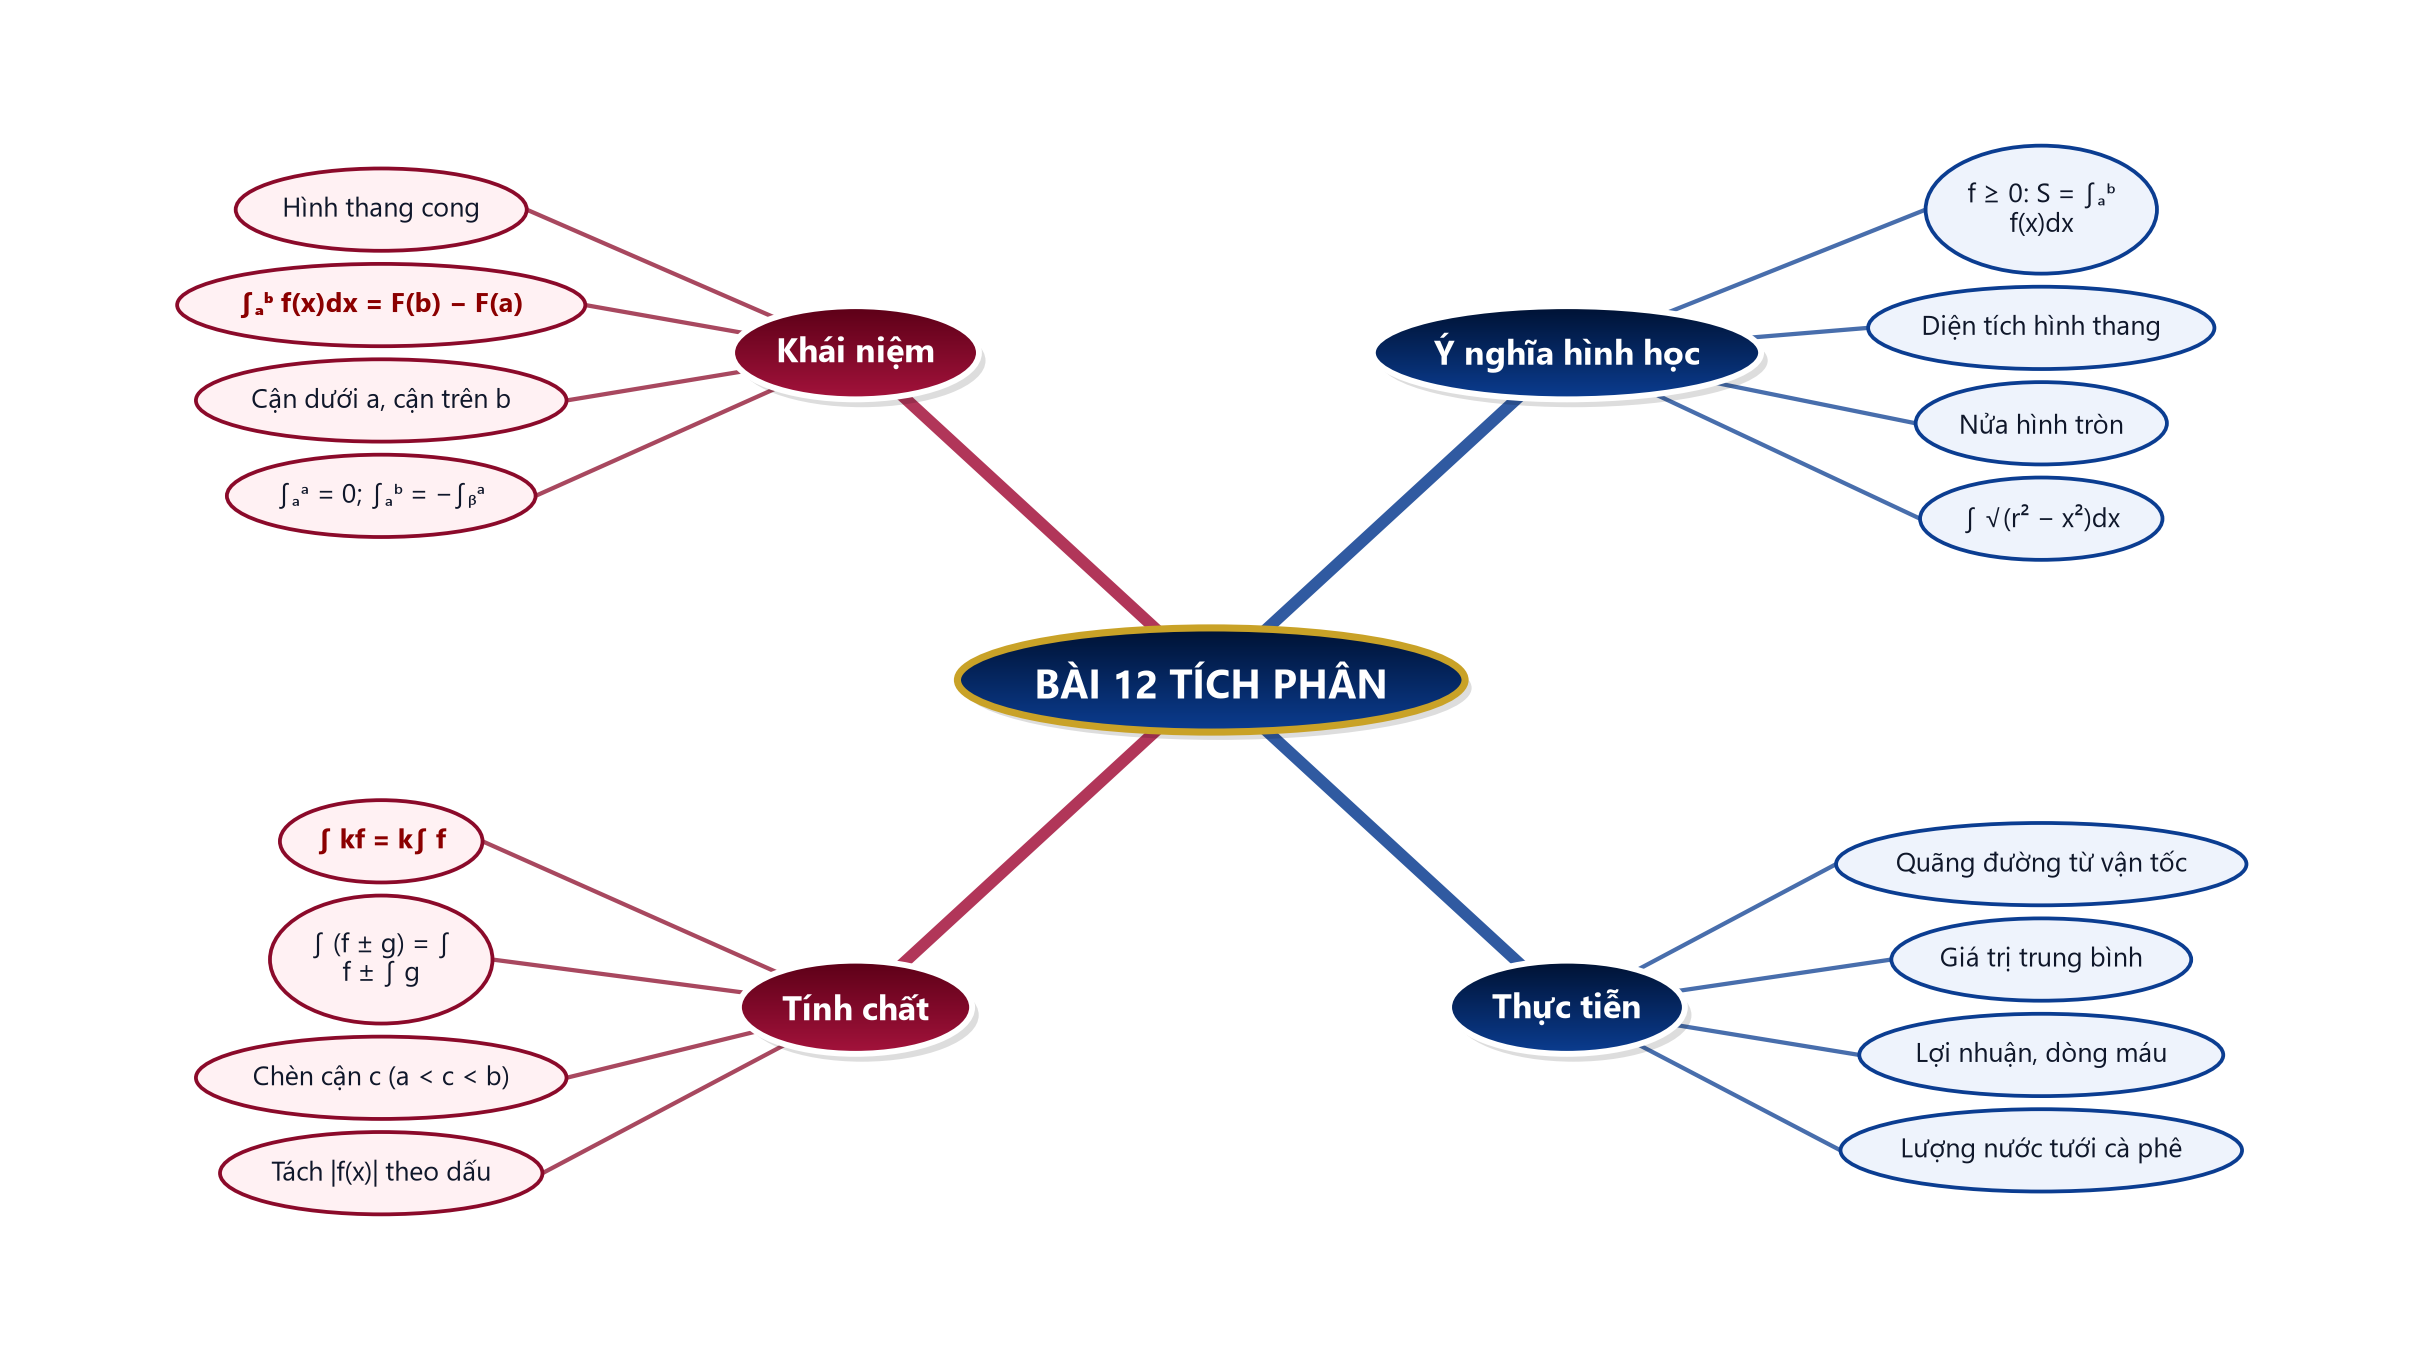 Hình thang cong
∫ₐᵇ f(x)dx = F(b) − F(a)
Cận dưới a, cận trên b
∫ₐᵃ = 0; ∫ₐᵇ = −∫ᵦᵃ
Khái niệm
f ≥ 0: S = ∫ₐᵇ
f(x)dx
Diện tích hình thang
Nửa hình tròn
∫ √(r² − x²)dx
Ý nghĩa hình học
BÀI 12 TÍCH PHÂN
∫ kf = k∫ f
∫ (f ± g) = ∫
f ± ∫ g
Chèn cận c (a < c < b)
Tách |f(x)| theo dấu
Tính chất
Quãng đường từ vận tốc
Giá trị trung bình
Lợi nhuận, dòng máu
Lượng nước tưới cà phê
Thực tiễn